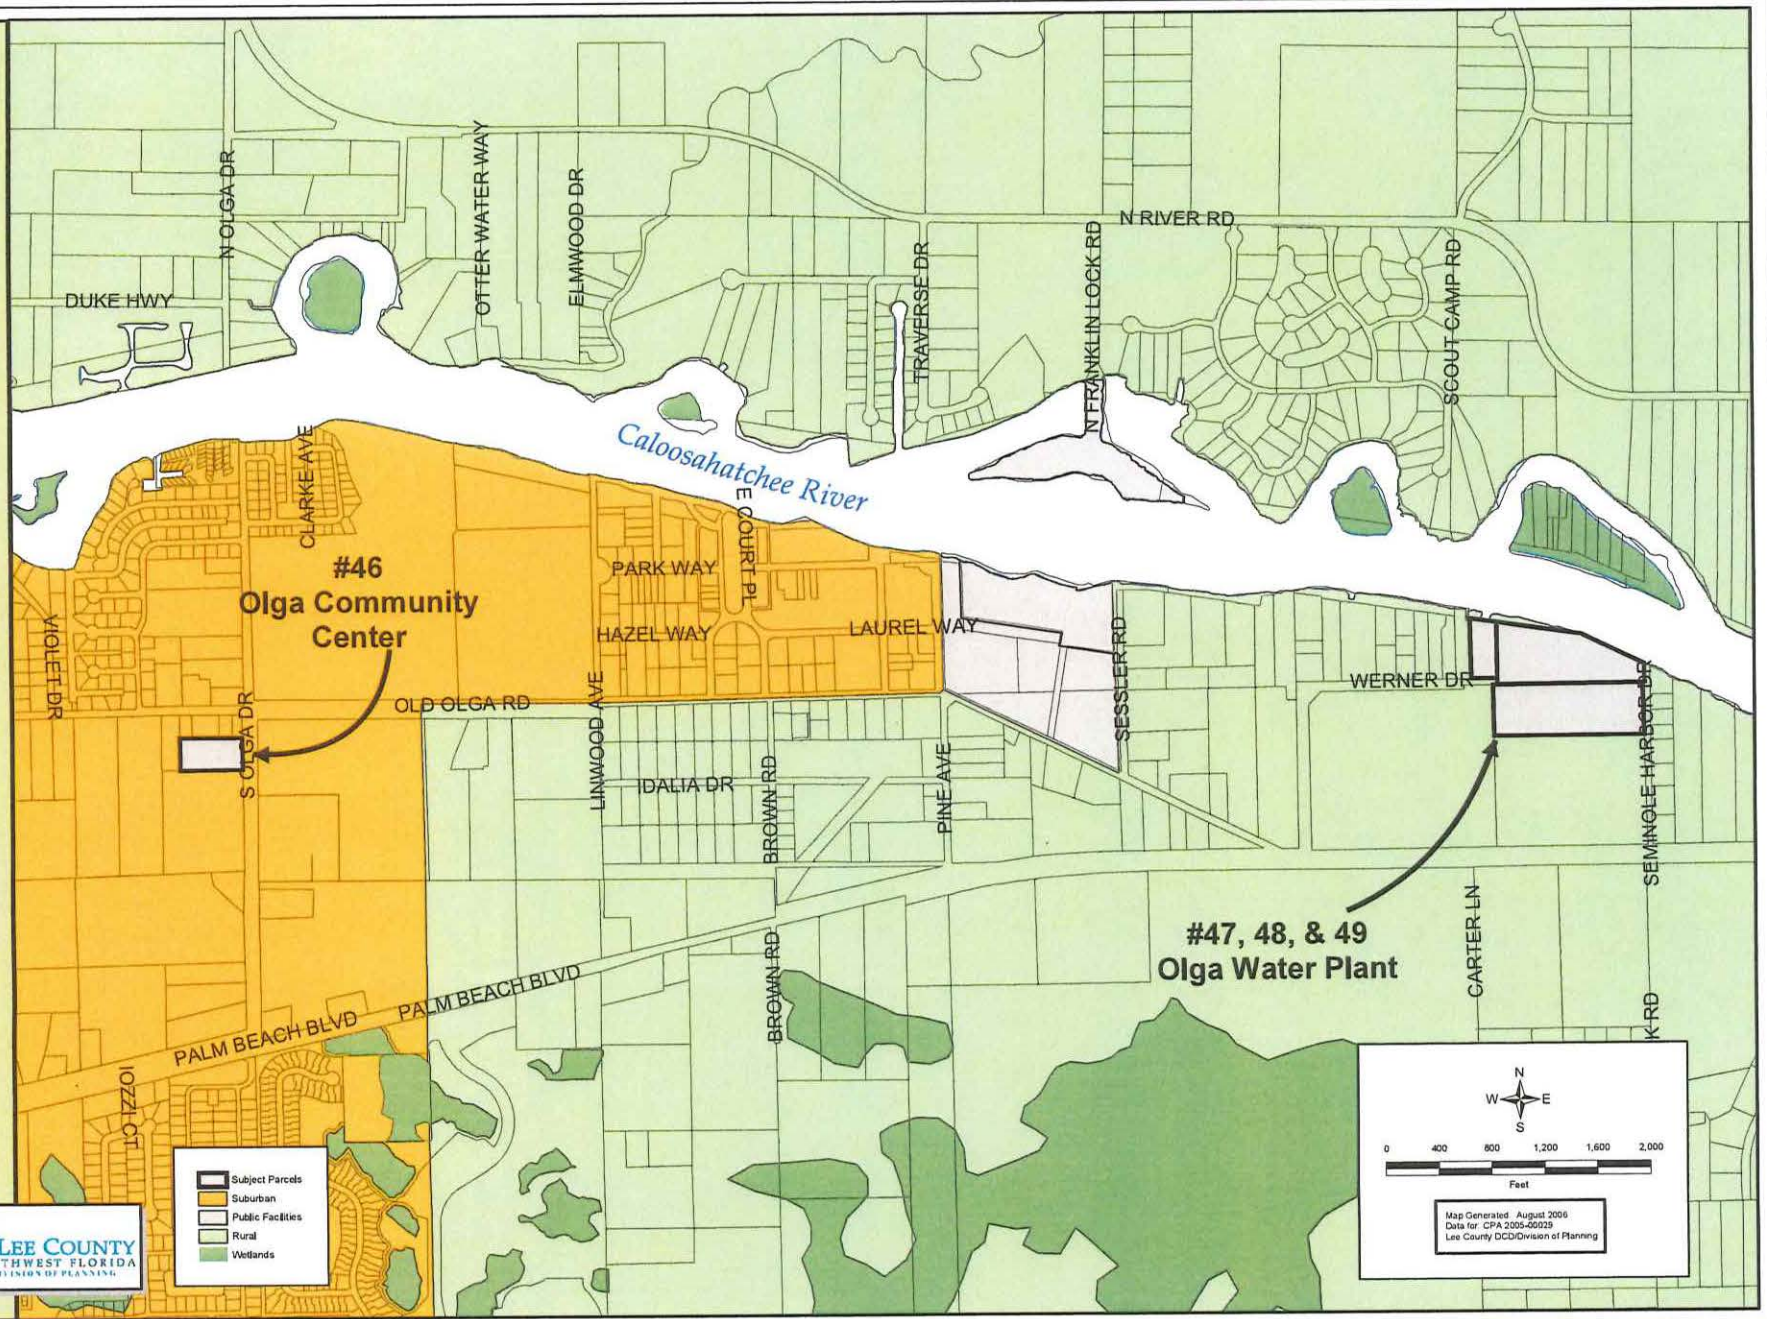 N OLGA DR
OTTER WATER WAY
ELMWOOD DR
N RIVER RD
TRAVERSE DR
N FRANKLIN LOCK RD
SCOUT CAMP RD
DUKE HWY
Caloosahatchee River
CLARKE AVE
E COURT PL
#46
Olga Community
Center
PARK WAY
HAZEL WAY
LAUREL WAY
VIOLET DR
SESSLER RD
WERNER DR
S OLGA DR
OLD OLGA RD
LINWOOD AVE
BROWN RD
IDALIA DR
PINE AVE
SEMINOLE HARBOR DR
#47, 48, & 49
Olga Water Plant
CARTER LN
BROWN RD
PALM BEACH BLVD
PALM BEACH BLVD
K RD
IOZZI CT
N
W E
S
0 400 800 1,200 1,600 2,000
Feet
Map Generated: August 2006
Data for: CPA 2005-00029
Lee County DCD/Division of Planning
Subject Parcels
Suburban
Public Facilities
Rural
Wetlands
LEE COUNTY
THWEST FLORIDA
VISION OF PLANNING